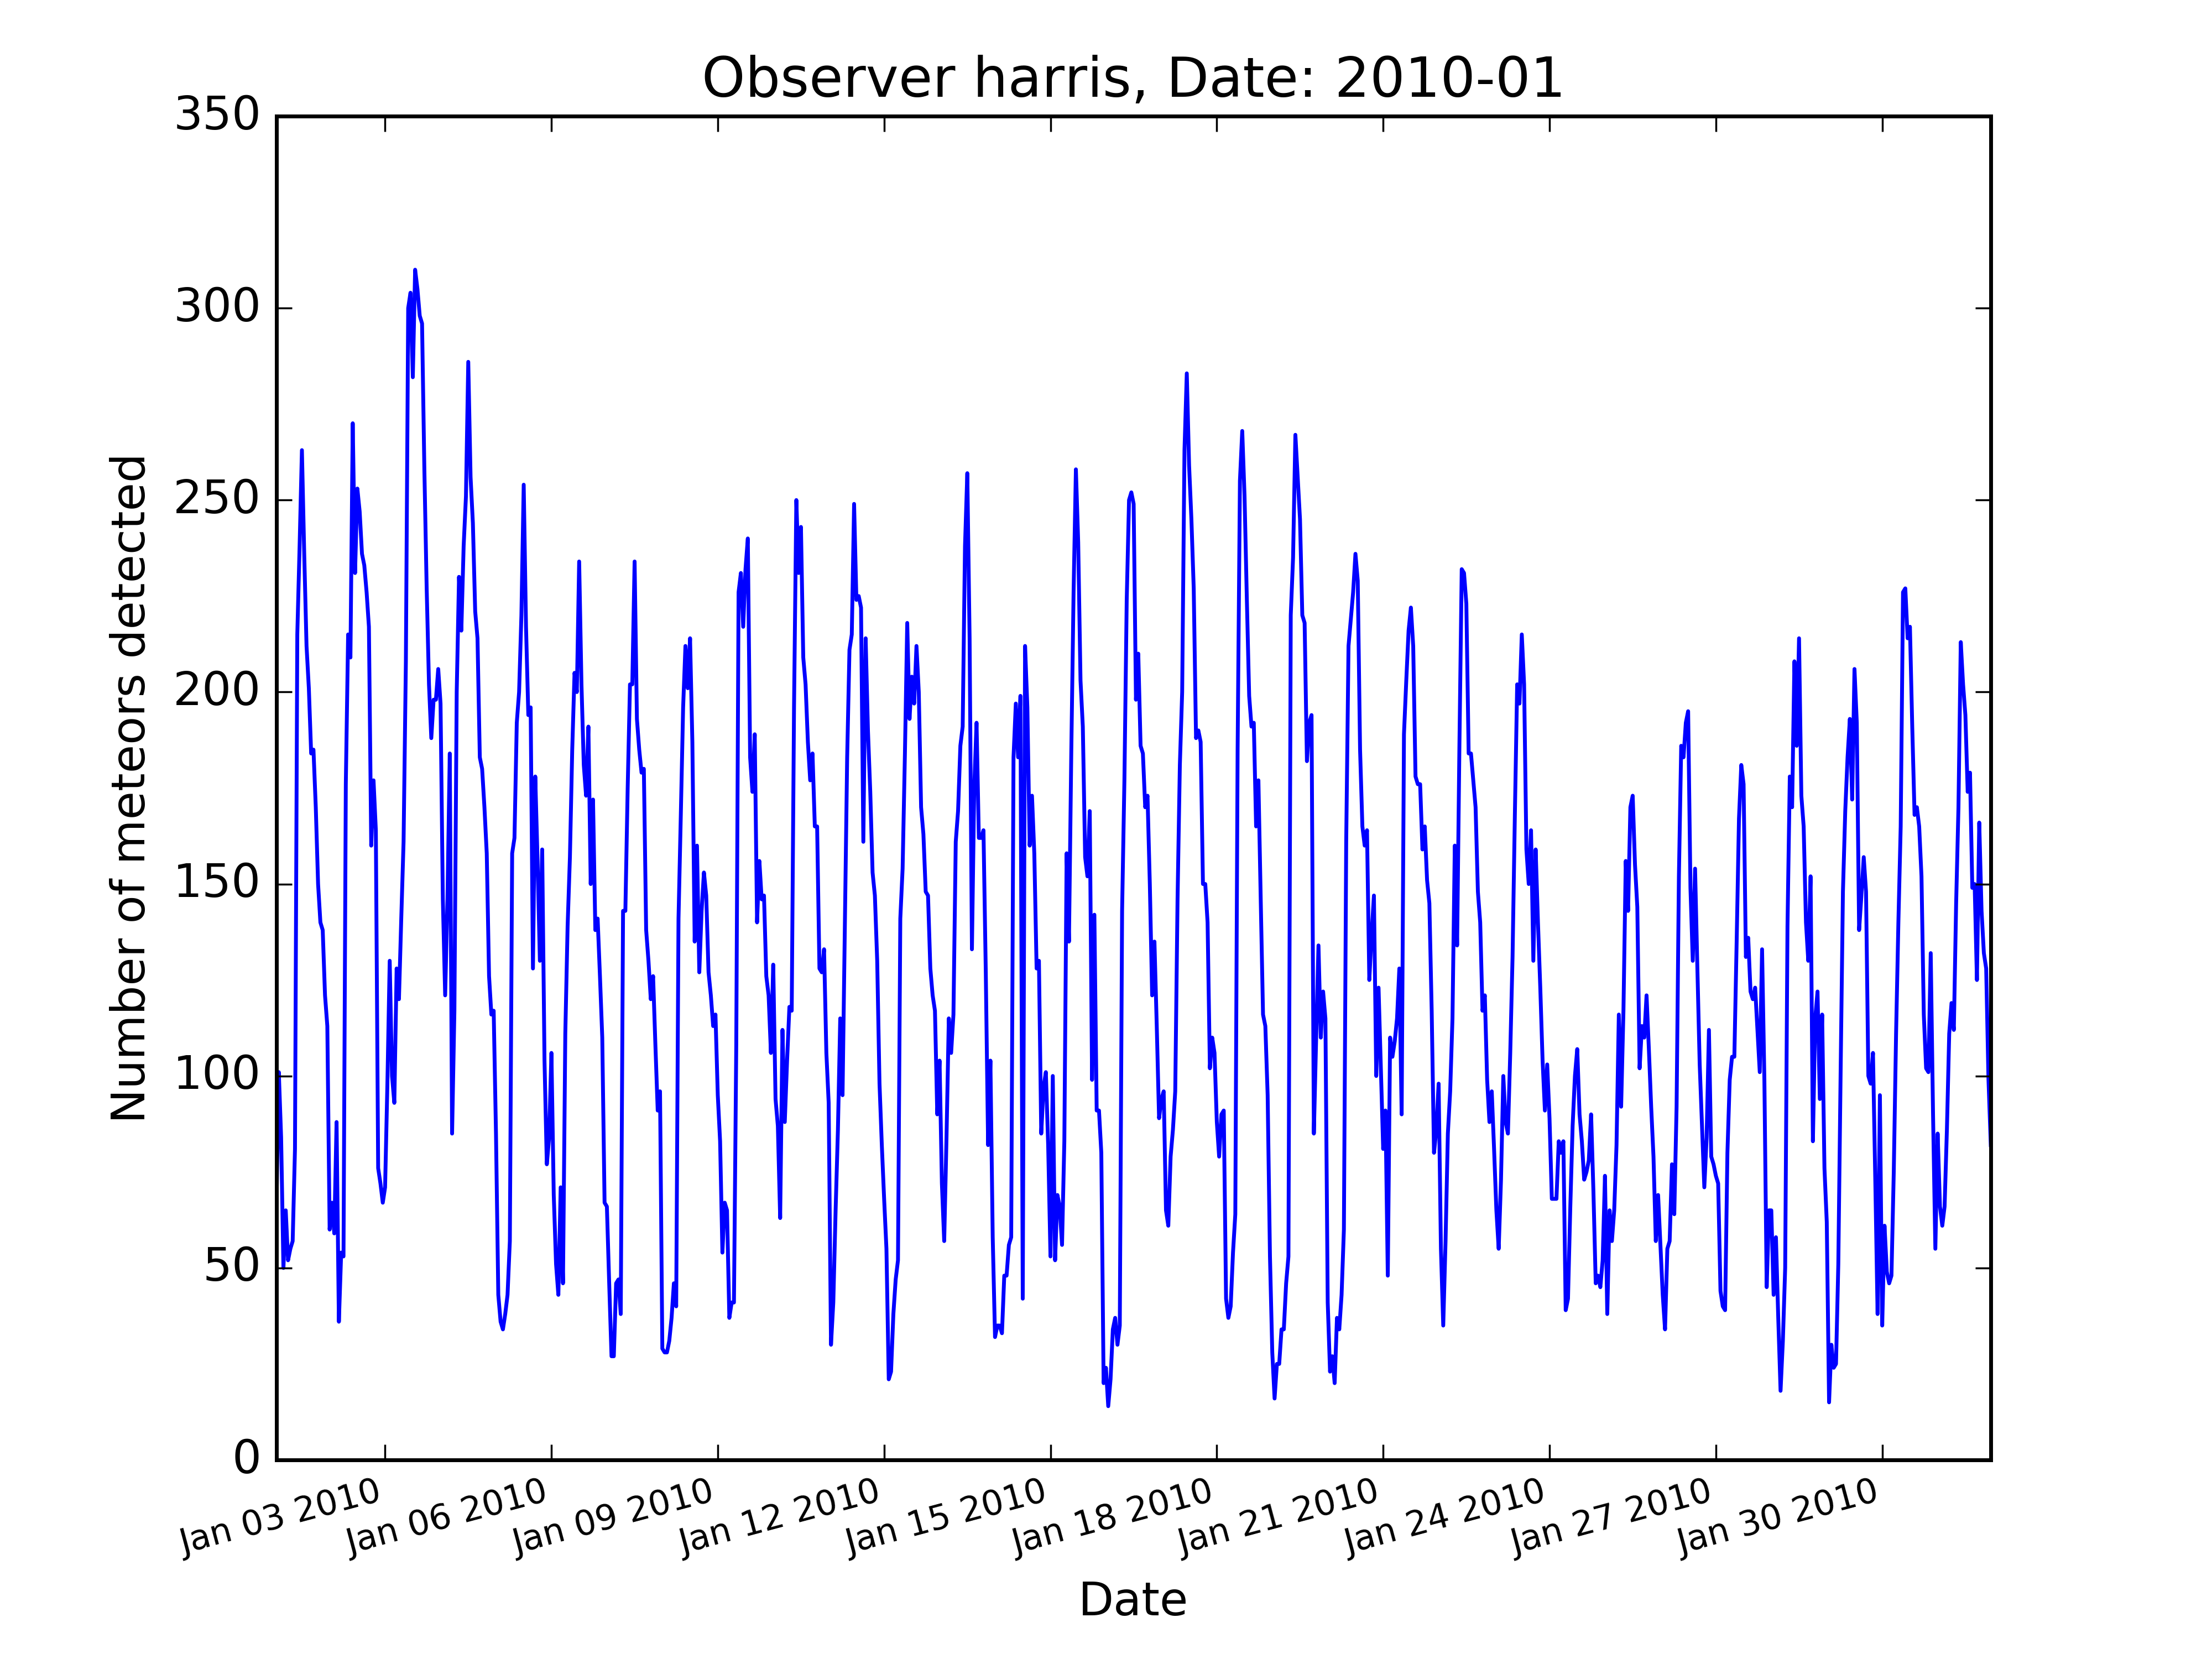 Observer harris, Date: 2010-01
350
300
250
200
150
100
50
0
Number of meteors detected
Jan 03 2010
Jan 06 2010
Jan 09 2010
Jan 12 2010
Jan 15 2010
Jan 18 2010
Jan 21 2010
Jan 24 2010
Jan 27 2010
Jan 30 2010
Date